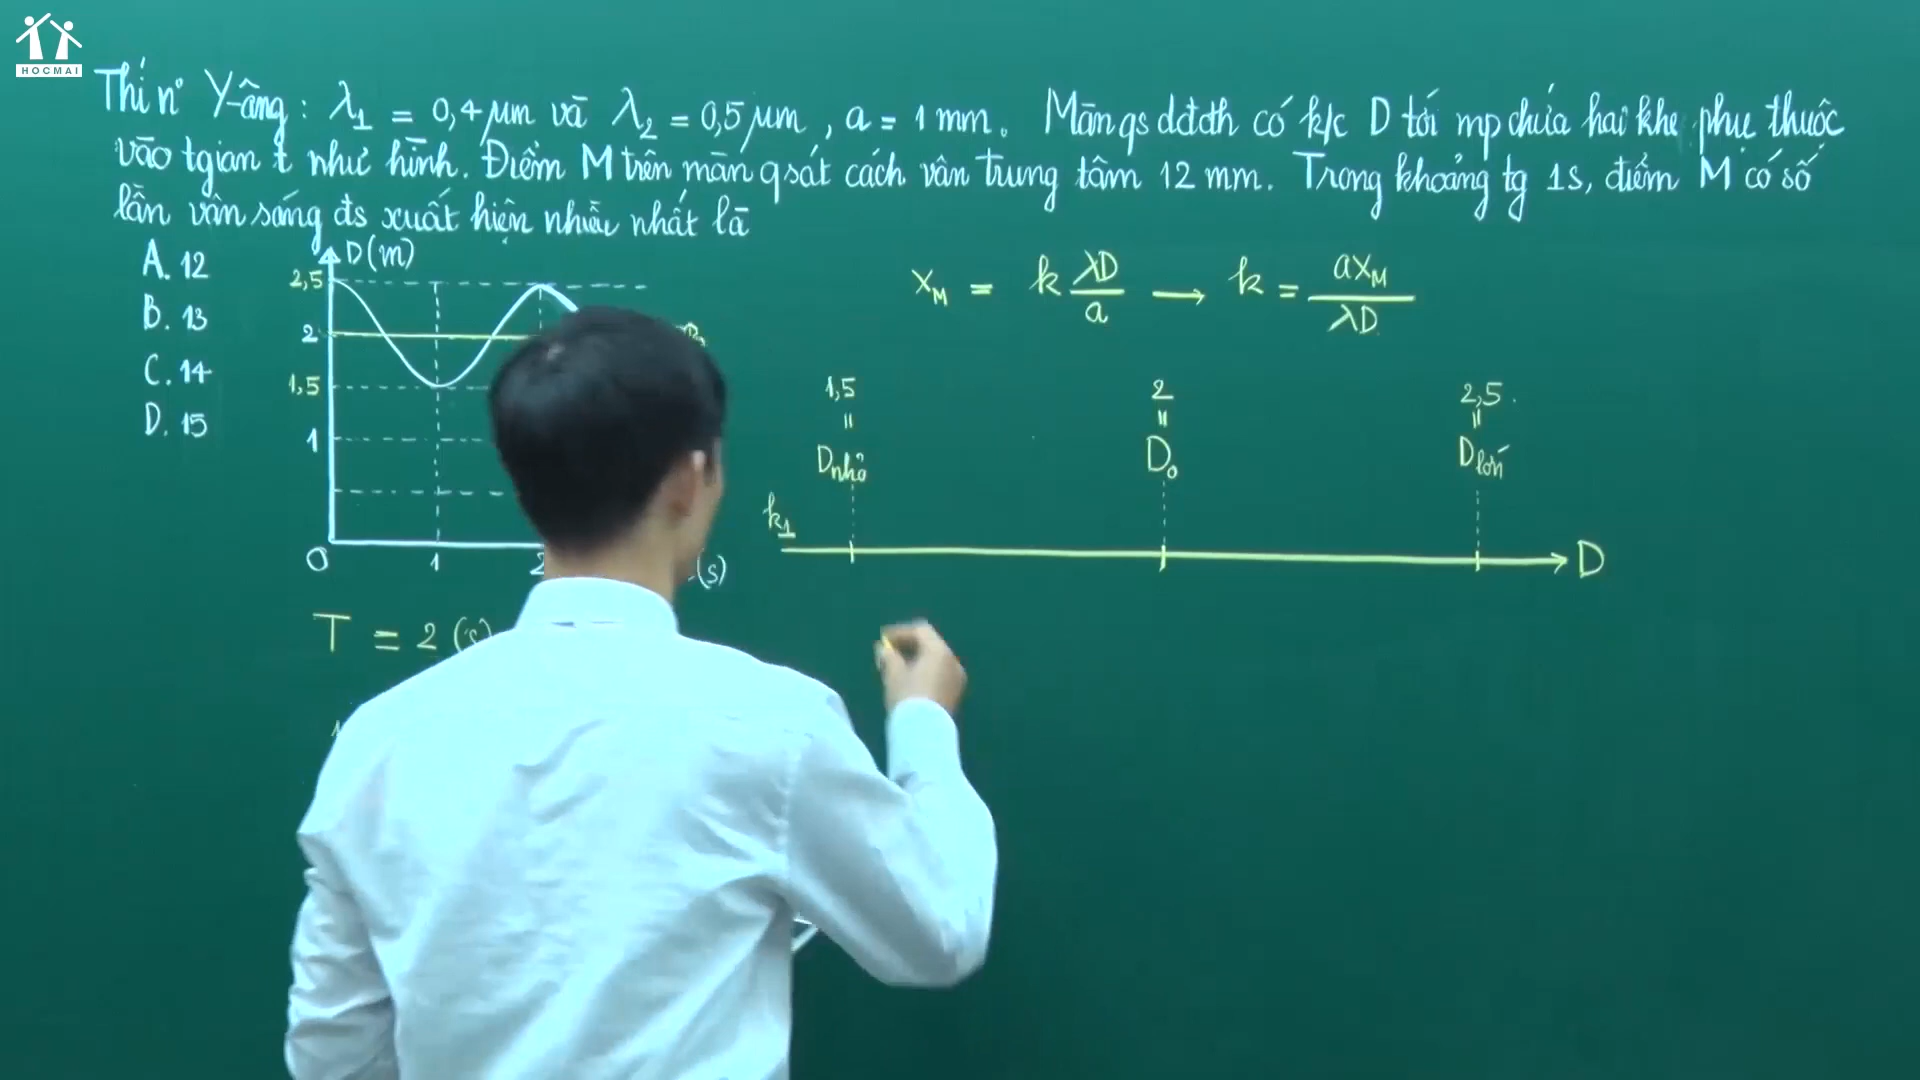 HOCMAI
Thí nº Y-âng : λ₁ = 0,4 μm và λ₂ = 0,5 μm , a = 1 mm. Màn qs dđđh có k/c D tới mp chứa hai khe phụ thuộc
vào tgian t như hình. Điểm M trên màn q sát cách vân trung tâm 12 mm. Trong khoảng tg 1s, điểm M có số
lần vân sáng đs xuất hiện nhiều nhất là
A. 12
B. 13
C. 14
D. 15
D(m)
2,5
2
1,5
1
O
1
2
(s)
T = 2 (s)
x_M = k λD/a → k = ax_M/λD
1,5 2 2,5
= = =
D_nhỏ D₀ D_lớn
k₁
D